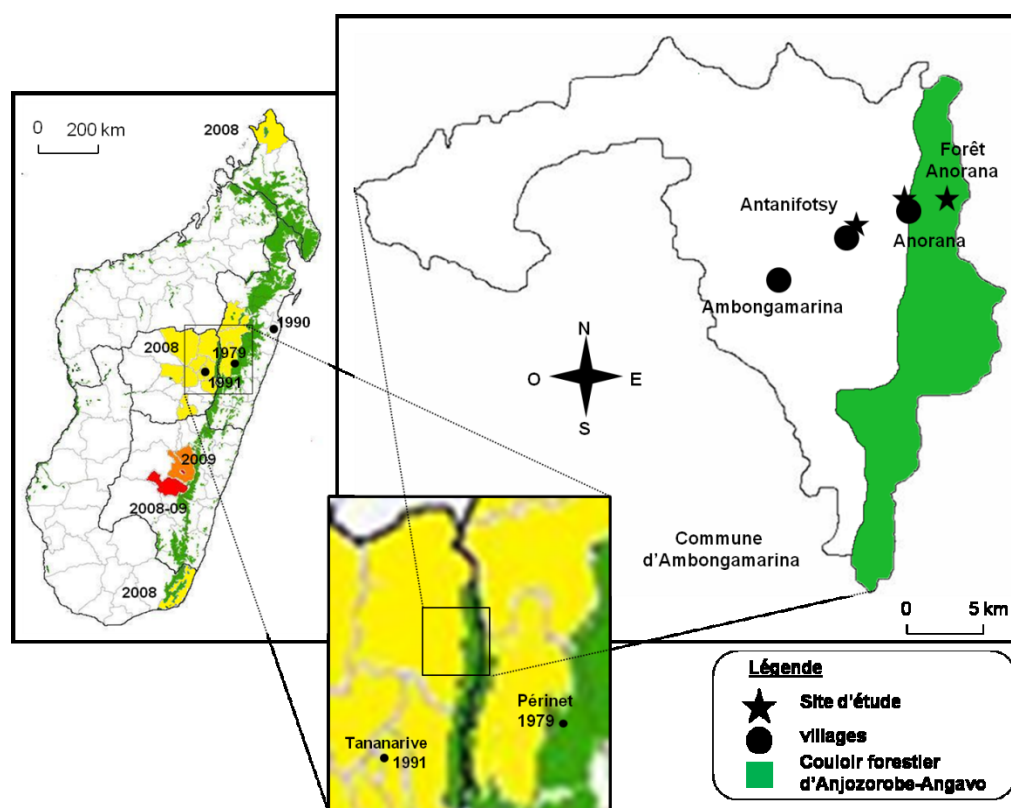 0 200 km
2008
1990
2008
1979
1991
2009
2008-09
2008
Forêt
Anorana
Antanifotsy
Anorana
Ambongamarina
N
O E
S
Commune
d'Ambongamarina
0 5 km
Périnet
1979
Tananarive
1991
Légende
Site d'étude
villages
Couloir forestier
d'Anjozorobe-Angavo